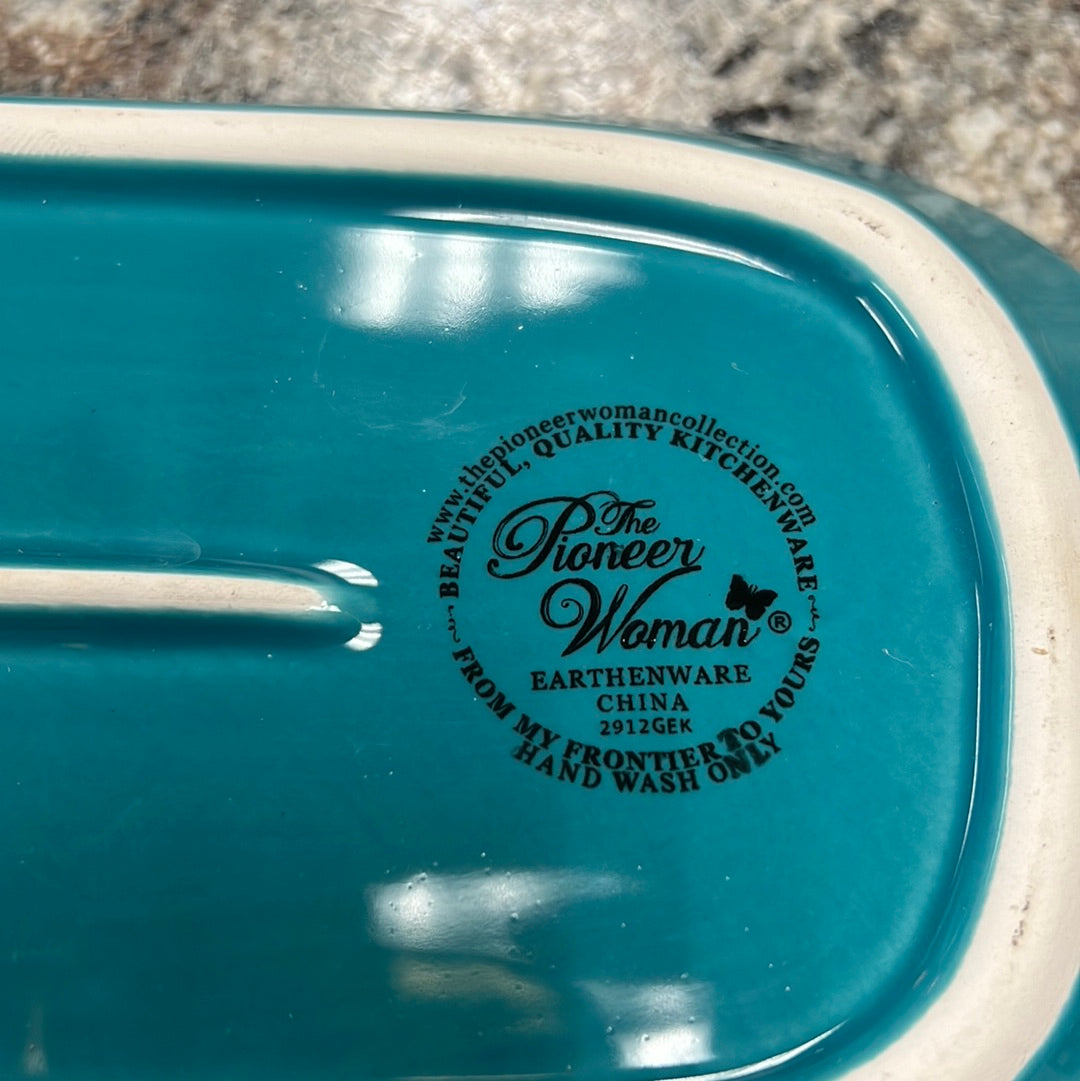 www.thepioneerwomancollection.com
BEAUTIFUL, QUALITY KITCHENWARE
The
Pioneer
Woman®
EARTHENWARE
CHINA
2912GEK
FROM MY FRONTIER TO YOURS
HAND WASH ONLY